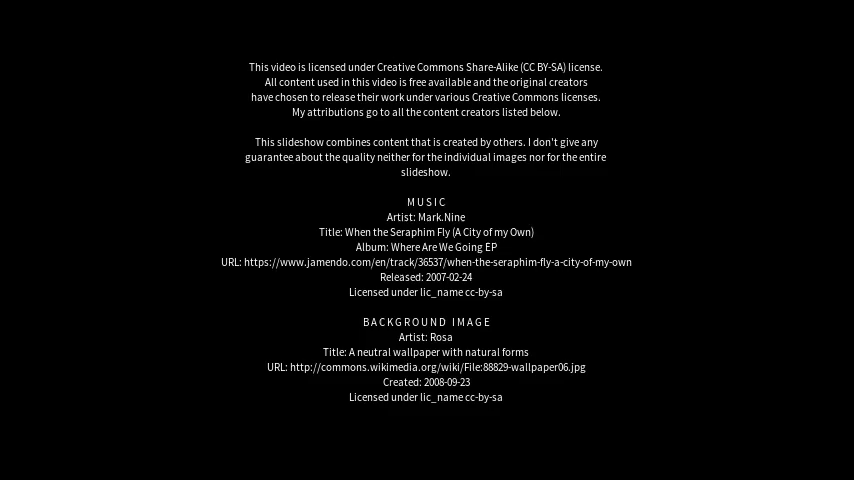 This video is licensed under Creative Commons Share-Alike (CC BY-SA) license.
All content used in this video is free available and the original creators
have chosen to release their work under various Creative Commons licenses.
My attributions go to all the content creators listed below.
This slideshow combines content that is created by others. I don't give any
guarantee about the quality neither for the individual images nor for the entire
slideshow.
MUSIC
Artist: Mark.Nine
Title: When the Seraphim Fly (A City of my Own)
Album: Where Are We Going EP
URL: https://www.jamendo.com/en/track/36537/when-the-seraphim-fly-a-city-of-my-own
Released: 2007-02-24
Licensed under lic_name cc-by-sa
BACKGROUND IMAGE
Artist: Rosa
Title: A neutral wallpaper with natural forms
URL: http://commons.wikimedia.org/wiki/File:88829-wallpaper06.jpg
Created: 2008-09-23
Licensed under lic_name cc-by-sa